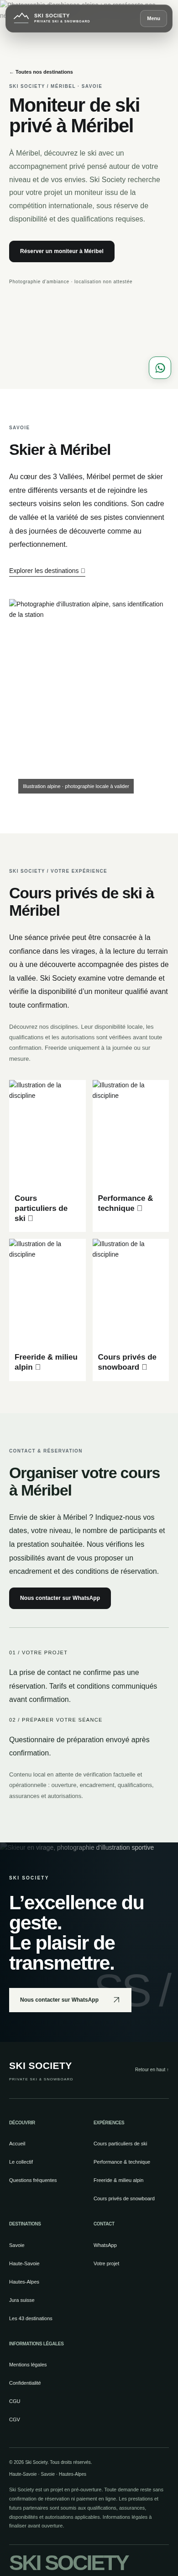 SKI SOCIETY
PRIVATE SKI & SNOWBOARD
Menu
← Toutes nos destinations
SKI SOCIETY / MÉRIBEL · SAVOIE
Moniteur de ski
privé à Méribel
À Méribel, découvrez le ski avec un
accompagnement privé pensé autour de votre
niveau et de vos envies. Ski Society recherche
pour votre projet un moniteur issu de la
compétition internationale, sous réserve de
disponibilité et des qualifications requises.
Réserver un moniteur à Méribel
Photographie d'ambiance · localisation non attestée
SAVOIE
Skier à Méribel
Au cœur des 3 Vallées, Méribel permet de skier
entre différents versants et de rejoindre les
secteurs voisins selon les conditions. Son cadre
de vallée et la variété de ses pistes conviennent
à des journées de découverte comme au
perfectionnement.
Explorer les destinations
Photographie d'illustration alpine, sans identification
de la station
Illustration alpine · photographie locale à valider
SKI SOCIETY / VOTRE EXPÉRIENCE
Cours privés de ski à
Méribel
Une séance privée peut être consacrée à la
confiance dans les virages, à la lecture du terrain
ou à une découverte accompagnée des pistes de
la vallée. Ski Society examine votre demande et
vérifie la disponibilité d'un moniteur qualifié avant
toute confirmation.
Découvrez nos disciplines. Leur disponibilité locale, les
qualifications et les autorisations sont vérifiées avant toute
confirmation. Freeride uniquement à la journée ou sur
mesure.
Illustration de la
discipline
Cours
particuliers de
ski
Illustration de la
discipline
Performance &
technique
Illustration de la
discipline
Freeride & milieu
alpin
Illustration de la
discipline
Cours privés de
snowboard
CONTACT & RÉSERVATION
Organiser votre cours
à Méribel
Envie de skier à Méribel ? Indiquez-nous vos
dates, votre niveau, le nombre de participants et
la prestation souhaitée. Nous vérifions les
possibilités avant de vous proposer un
encadrement et des conditions de réservation.
Nous contacter sur WhatsApp
01 / VOTRE PROJET
La prise de contact ne confirme pas une
réservation. Tarifs et conditions communiqués
avant confirmation.
02 / PRÉPARER VOTRE SÉANCE
Questionnaire de préparation envoyé après
confirmation.
Contenu local en attente de vérification factuelle et
opérationnelle : ouverture, encadrement, qualifications,
assurances et autorisations.
en virage, photographie d'illustration sportive
SKI SOCIETY
L'excellence du
geste.
Le plaisir de
transmettre.
SS /
Nous contacter sur WhatsApp
SKI SOCIETY
PRIVATE SKI & SNOWBOARD
Retour en haut ↑
DÉCOUVRIR
Accueil
Le collectif
Questions fréquentes
EXPÉRIENCES
Cours particuliers de ski
Performance & technique
Freeride & milieu alpin
Cours privés de snowboard
DESTINATIONS
Savoie
Haute-Savoie
Hautes-Alpes
Jura suisse
Les 43 destinations
CONTACT
WhatsApp
Votre projet
INFORMATIONS LÉGALES
Mentions légales
Confidentialité
CGU
CGV
© 2026 Ski Society. Tous droits réservés.
Haute-Savoie · Savoie · Hautes-Alpes
Ski Society est un projet en pré-ouverture. Toute demande reste sans
confirmation de réservation ni paiement en ligne. Les prestations et
futurs partenaires sont soumis aux qualifications, assurances,
disponibilités et autorisations applicables. Informations légales à
finaliser avant ouverture.
SKI SOCIETY